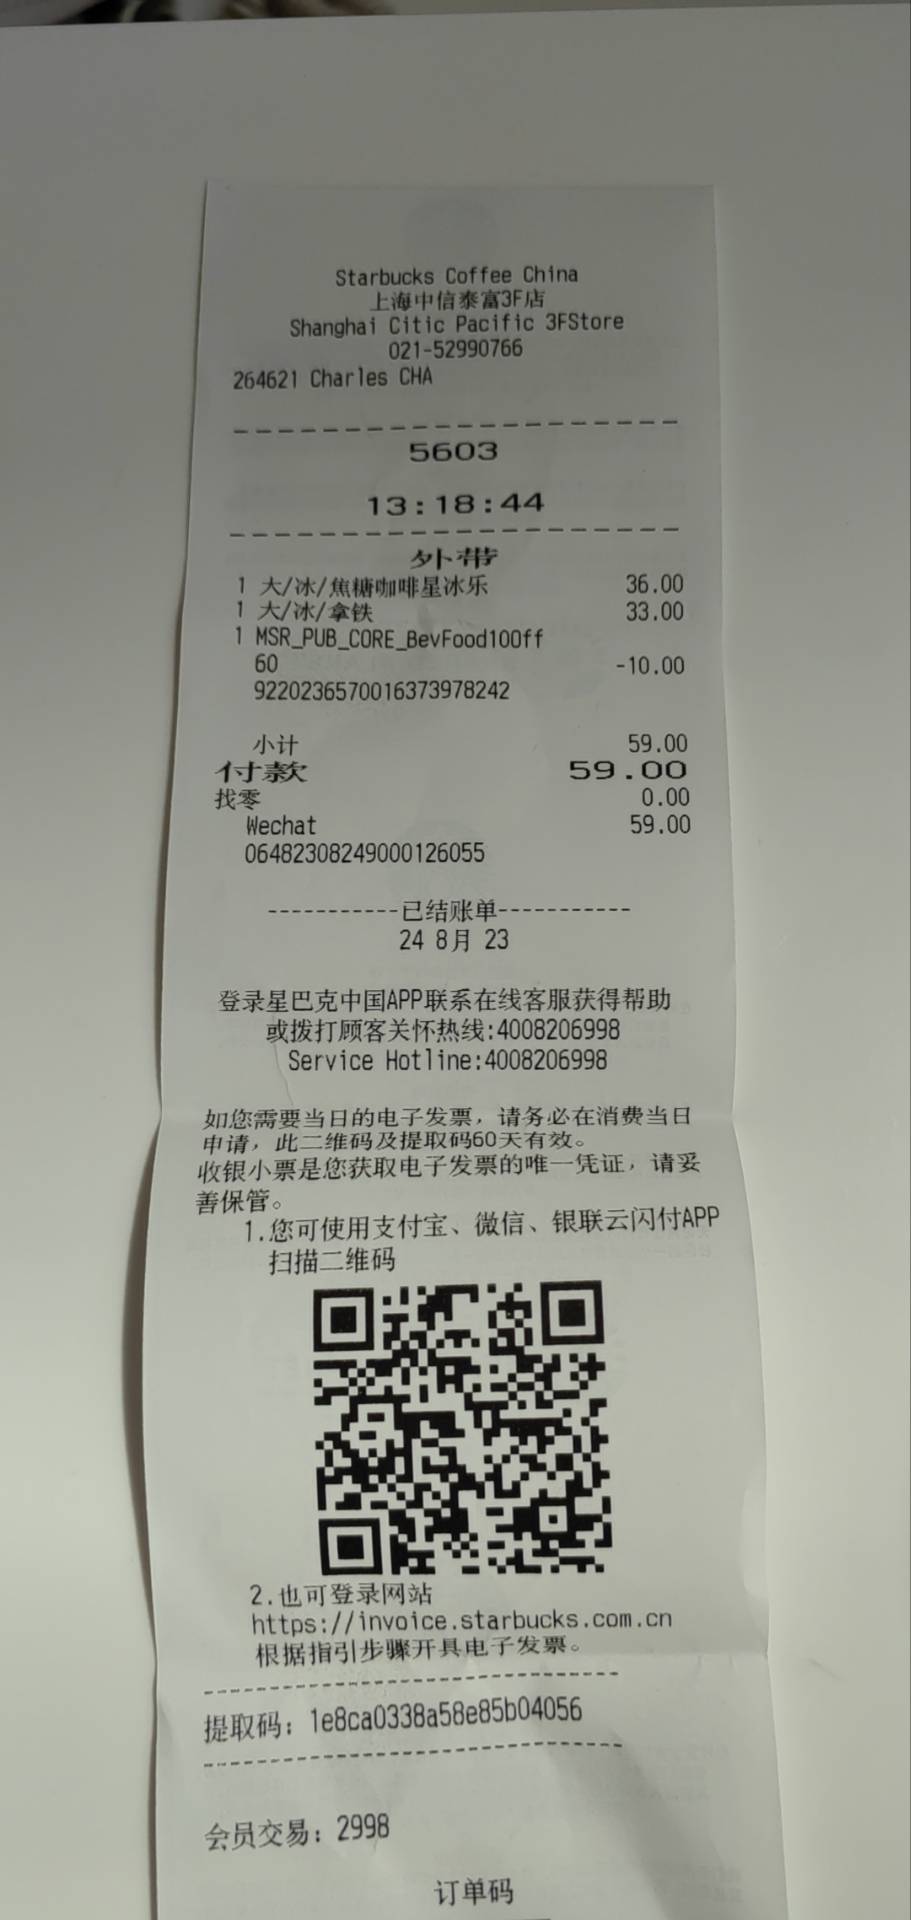 Starbucks Coffee China
上海中信泰富3F店
Shanghai Citic Pacific 3FStore
021-52990766
264621 Charles CHA
5603
13:18:44
外带
1 大/冰/焦糖咖啡星冰乐 36.00
1 大/冰/拿铁 33.00
1 MSR_PUB_CORE_BevFood10Off
60 -10.00
9220236570016373978242
小计 59.00
付款 59.00
找零 0.00
Wechat 59.00
06482308249000126055
-----------已结账单-----------
24 8月 23
登录星巴克中国APP联系在线客服获得帮助
或拨打顾客关怀热线:4008206998
Service Hotline:4008206998
如您需要当日的电子发票，请务必在消费当日
申请，此二维码及提取码60天有效。
收银小票是您获取电子发票的唯一凭证，请妥
善保管。
1.您可使用支付宝、微信、银联云闪付APP
扫描二维码
2.也可登录网站
https://invoice.starbucks.com.cn
根据指引步骤开具电子发票。
提取码：1e8ca0338a58e85b04056
会员交易：2998
订单码